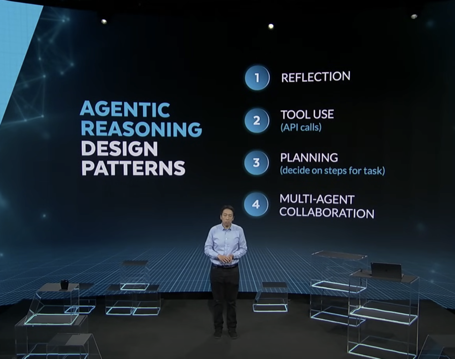 AGENTIC
REASONING
DESIGN
PATTERNS
1 REFLECTION
2 TOOL USE
(API calls)
3 PLANNING
(decide on steps for task)
4 MULTI-AGENT
COLLABORATION